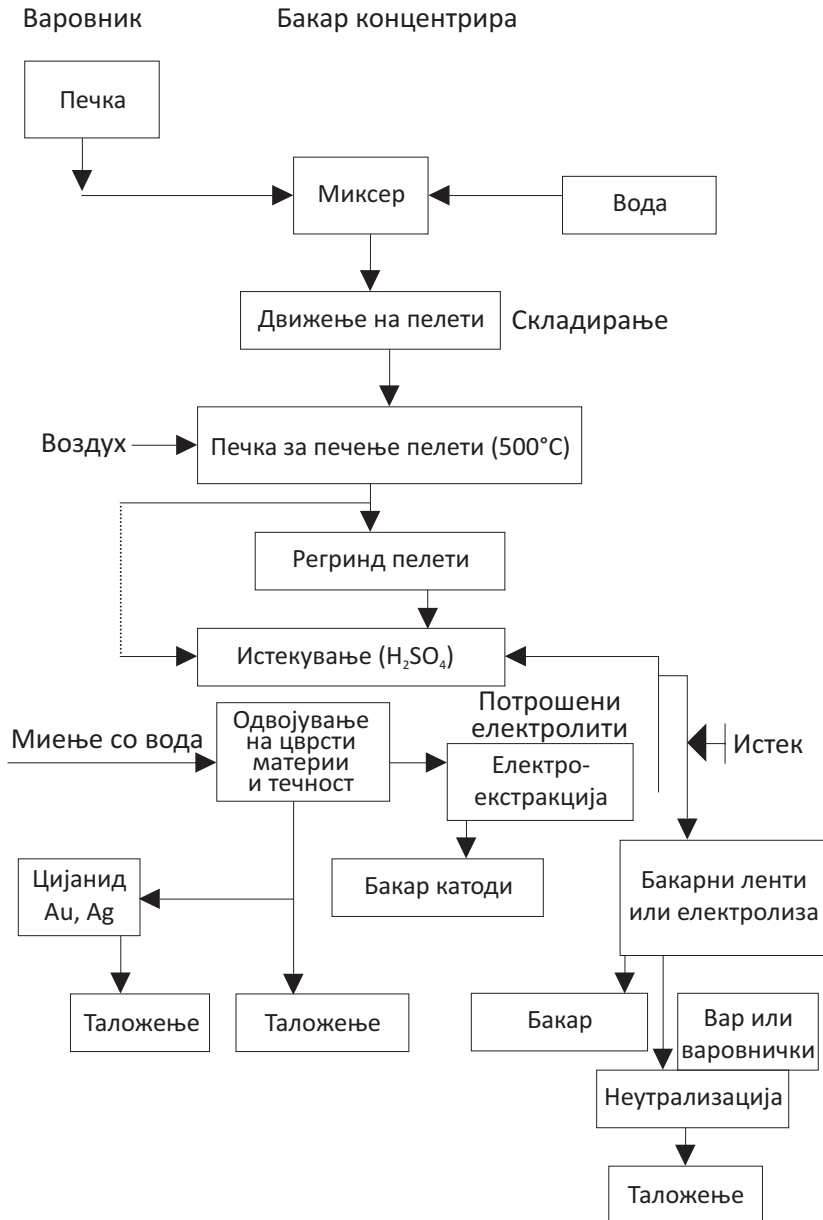 Варовник
Бакар концентрира
Печка
Миксер
Вода
Движење на пелети
Складирање
Воздух
Печка за печење пелети (500°C)
Регринд пелети
Истекување (H₂SO₄)
Миење со вода
Одвојување
на цврсти
материи
и течност
Потрошени
електролити
Електро-
екстракција
Истек
Бакар катоди
Цијанид
Au, Ag
Бакарни ленти
или електролиза
Таложење
Таложење
Бакар
Вар или
варовнички
Неутрализација
Таложење